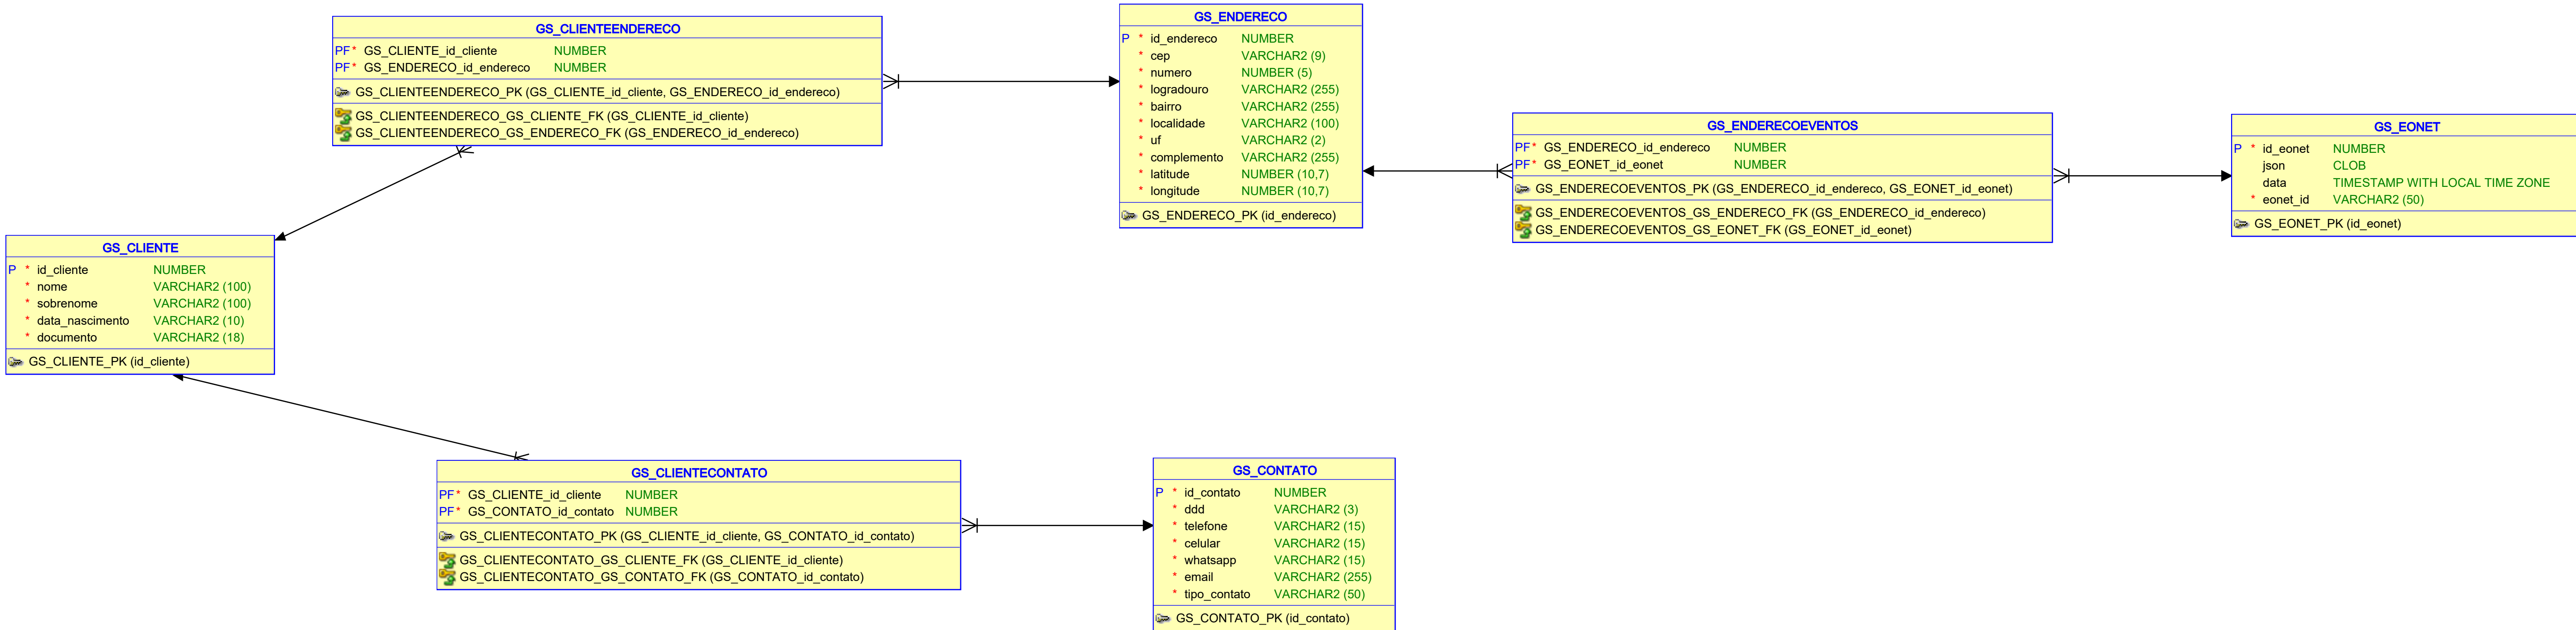 GS_CLIENTEENDERECO
PF* GS_CLIENTE_id_cliente NUMBER
PF* GS_ENDERECO_id_endereco NUMBER
GS_CLIENTEENDERECO_PK (GS_CLIENTE_id_cliente, GS_ENDERECO_id_endereco)
GS_CLIENTEENDERECO_GS_CLIENTE_FK (GS_CLIENTE_id_cliente)
GS_CLIENTEENDERECO_GS_ENDERECO_FK (GS_ENDERECO_id_endereco)
GS_ENDERECO
P * id_endereco NUMBER
* cep VARCHAR2 (9)
* numero NUMBER (5)
* logradouro VARCHAR2 (255)
* bairro VARCHAR2 (255)
* localidade VARCHAR2 (100)
* uf VARCHAR2 (2)
* complemento VARCHAR2 (255)
* latitude NUMBER (10,7)
* longitude NUMBER (10,7)
GS_ENDERECO_PK (id_endereco)
GS_ENDERECOEVENTOS
PF* GS_ENDERECO_id_endereco NUMBER
PF* GS_EONET_id_eonet NUMBER
GS_ENDERECOEVENTOS_PK (GS_ENDERECO_id_endereco, GS_EONET_id_eonet)
GS_ENDERECOEVENTOS_GS_ENDERECO_FK (GS_ENDERECO_id_endereco)
GS_ENDERECOEVENTOS_GS_EONET_FK (GS_EONET_id_eonet)
GS_EONET
P * id_eonet NUMBER
json CLOB
data TIMESTAMP WITH LOCAL TIME ZONE
* eonet_id VARCHAR2 (50)
GS_EONET_PK (id_eonet)
GS_CLIENTE
P * id_cliente NUMBER
* nome VARCHAR2 (100)
* sobrenome VARCHAR2 (100)
* data_nascimento VARCHAR2 (10)
* documento VARCHAR2 (18)
GS_CLIENTE_PK (id_cliente)
GS_CLIENTECONTATO
PF* GS_CLIENTE_id_cliente NUMBER
PF* GS_CONTATO_id_contato NUMBER
GS_CLIENTECONTATO_PK (GS_CLIENTE_id_cliente, GS_CONTATO_id_contato)
GS_CLIENTECONTATO_GS_CLIENTE_FK (GS_CLIENTE_id_cliente)
GS_CLIENTECONTATO_GS_CONTATO_FK (GS_CONTATO_id_contato)
GS_CONTATO
P * id_contato NUMBER
* ddd VARCHAR2 (3)
* telefone VARCHAR2 (15)
* celular VARCHAR2 (15)
* whatsapp VARCHAR2 (15)
* email VARCHAR2 (255)
* tipo_contato VARCHAR2 (50)
GS_CONTATO_PK (id_contato)